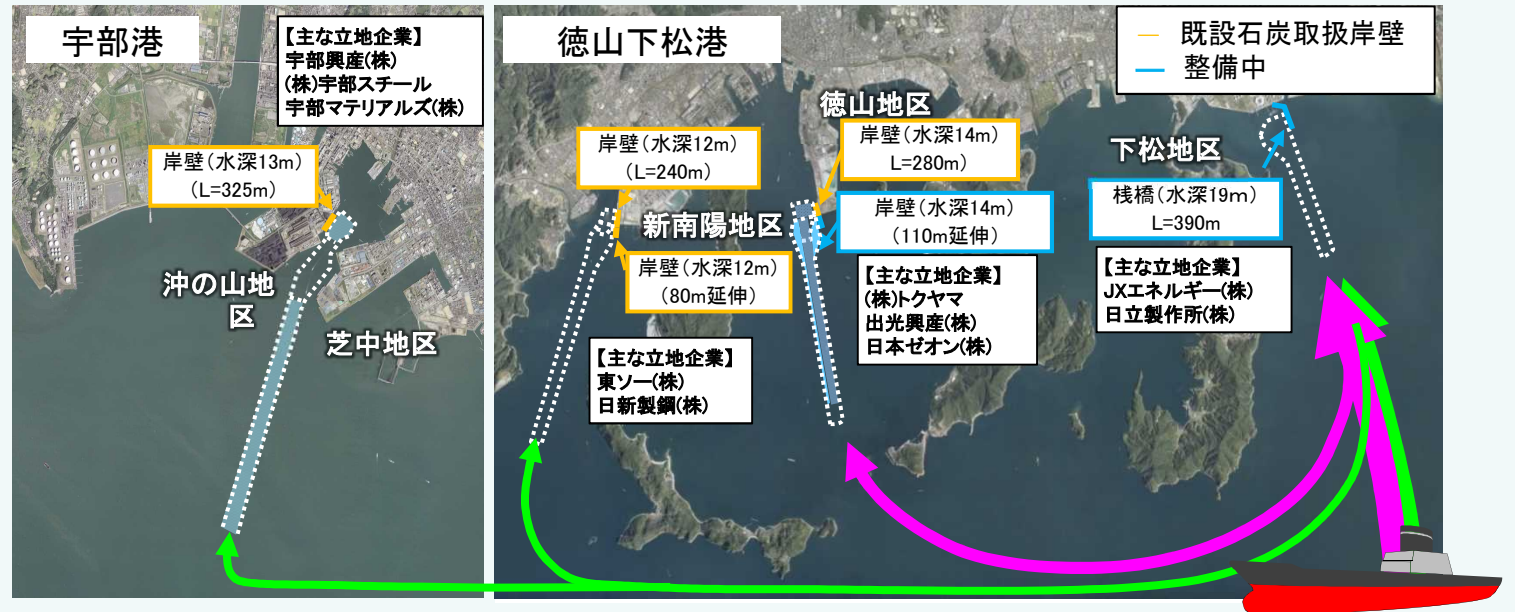 宇部港
【主な立地企業】
宇部興産(株)
(株)宇部スチール
宇部マテリアルズ(株)
岸壁(水深13m)
(L=325m)
沖の山地
区
芝中地区
徳山下松港
既設石炭取扱岸壁
整備中
徳山地区
岸壁(水深12m)
(L=240m)
岸壁(水深14m)
L=280m)
下松地区
新南陽地区
岸壁(水深14m)
(110m延伸)
桟橋(水深19m)
L=390m
岸壁(水深12m)
(80m延伸)
【主な立地企業】
(株)トクヤマ
出光興産(株)
日本ゼオン(株)
【主な立地企業】
JXエネルギー(株)
日立製作所(株)
【主な立地企業】
東ソー(株)
日新製鋼(株)